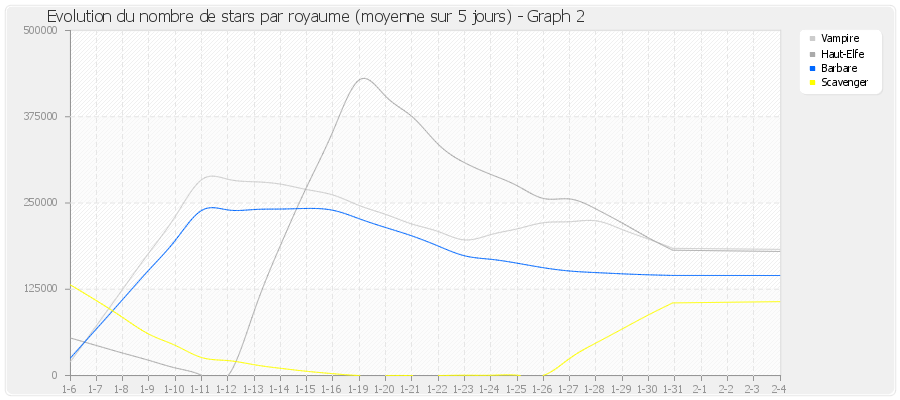 Evolution du nombre de stars par royaume (moyenne sur 5 jours) - Graph 2
500000
375000
250000
125000
0
1-6 1-7 1-8 1-9 1-10 1-11 1-12 1-13 1-14 1-15 1-16 1-19 1-20 1-21 1-22 1-23 1-24 1-25 1-26 1-27 1-28 1-29 1-30 1-31 2-1 2-2 2-3 2-4
Vampire
Haut-Elfe
Barbare
Scavenger